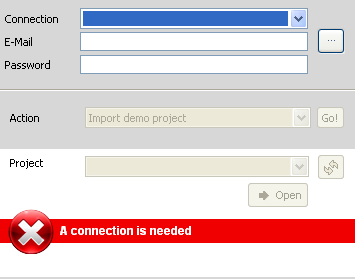 Connection
E-Mail
...
Password
Action
Import demo project
Go!
Project
Open
A connection is needed